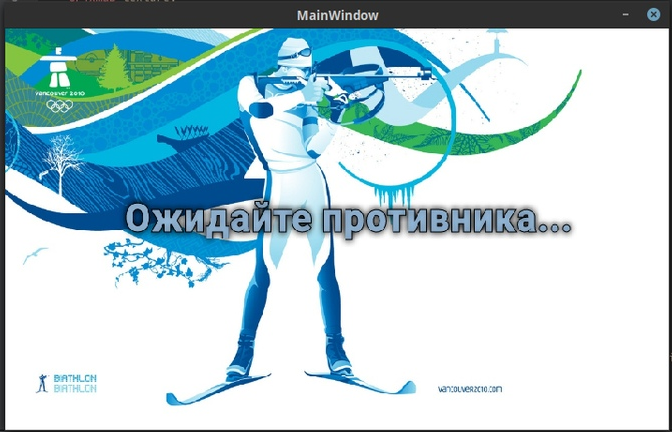 MainWindow
vancouver 2010
Ожидайте противника...
BIATHLON
BIATHLON
vancouver2010.com